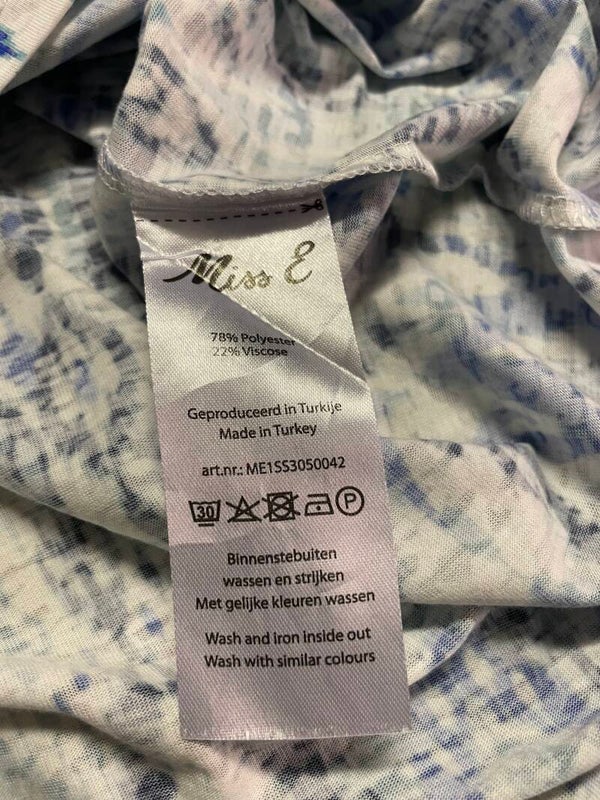 Miss E
78% Polyester
22% Viscose
Geproduceerd in Turkije
Made in Turkey
art.nr.: ME1SS3050042
30 P
Binnenstebuiten
wassen en strijken
Met gelijke kleuren wassen
Wash and iron inside out
Wash with similar colours